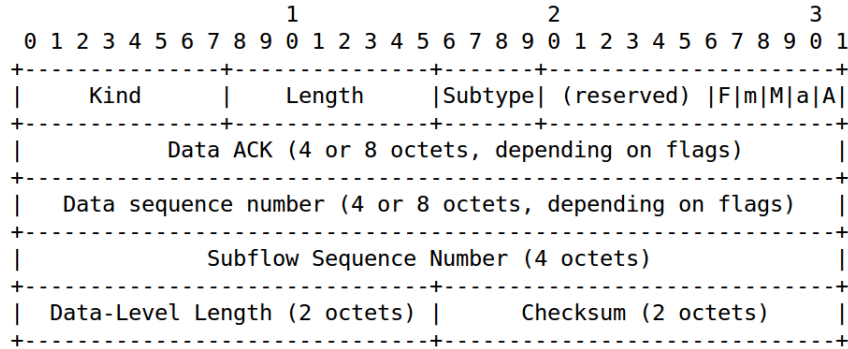 1                   2                   3
 0 1 2 3 4 5 6 7 8 9 0 1 2 3 4 5 6 7 8 9 0 1 2 3 4 5 6 7 8 9 0 1
+---------------+---------------+-------+----------------------+
|     Kind      |    Length     |Subtype| (reserved) |F|m|M|a|A|
+---------------+---------------+-------+----------------------+
|           Data ACK (4 or 8 octets, depending on flags)       |
+--------------------------------------------------------------+
|   Data sequence number (4 or 8 octets, depending on flags)   |
+--------------------------------------------------------------+
|              Subflow Sequence Number (4 octets)              |
+-------------------------------+------------------------------+
|  Data-Level Length (2 octets) |      Checksum (2 octets)     |
+-------------------------------+------------------------------+